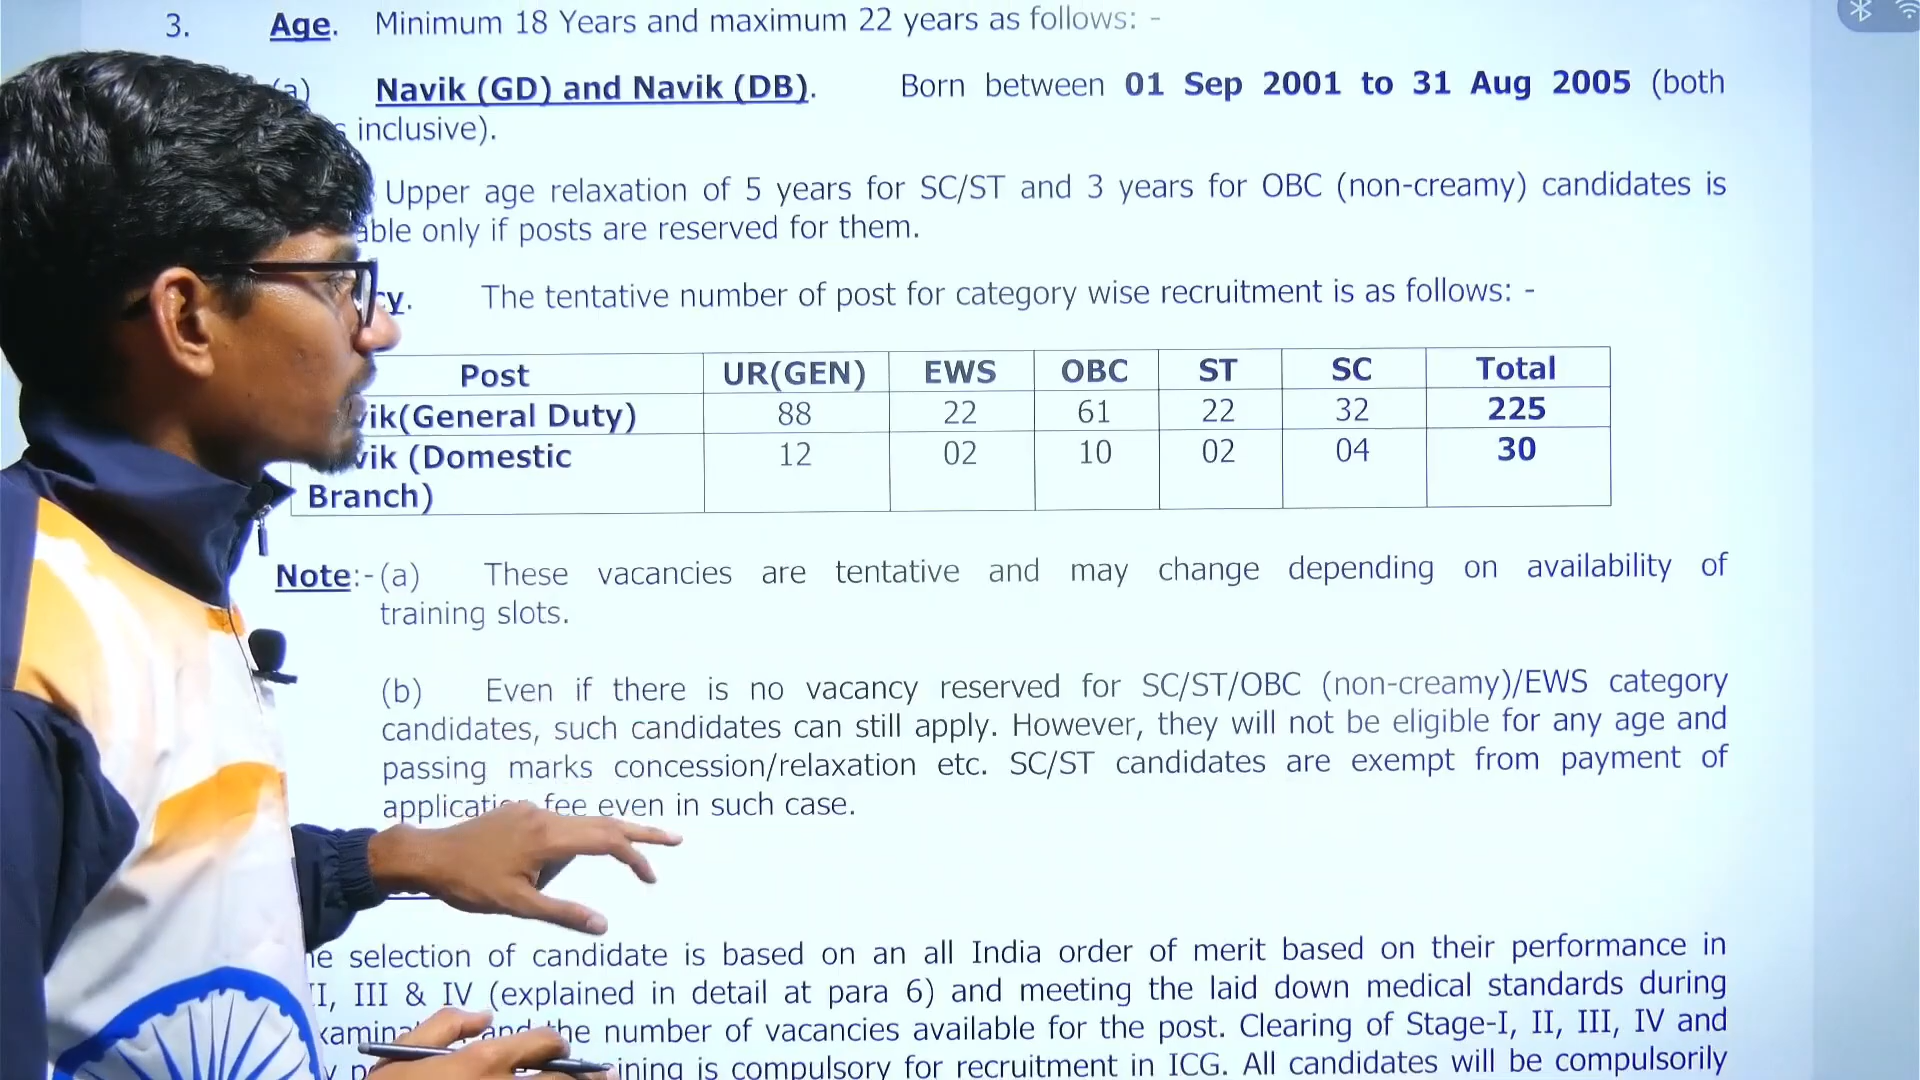 3. Age. Minimum 18 Years and maximum 22 years as follows: -
(a) Navik (GD) and Navik (DB). Born between 01 Sep 2001 to 31 Aug 2005 (both
inclusive).
Upper age relaxation of 5 years for SC/ST and 3 years for OBC (non-creamy) candidates is
only if posts are reserved for them.
The tentative number of post for category wise recruitment is as follows: -
Post UR(GEN) EWS OBC ST SC Total
(General Duty) 88 22 61 22 32 225
(Domestic 12 02 10 02 04 30
Branch)
Note:-(a) These vacancies are tentative and may change depending on availability of
training slots.
(b) Even if there is no vacancy reserved for SC/ST/OBC (non-creamy)/EWS category
candidates, such candidates can still apply. However, they will not be eligible for any age and
passing marks concession/relaxation etc. SC/ST candidates are exempt from payment of
fee even in such case.
selection of candidate is based on an all India order of merit based on their performance in
III & IV (explained in detail at para 6) and meeting the laid down medical standards during
and the number of vacancies available for the post. Clearing of Stage-I, II, III, IV and
is compulsory for recruitment in ICG. All candidates will be compulsorily